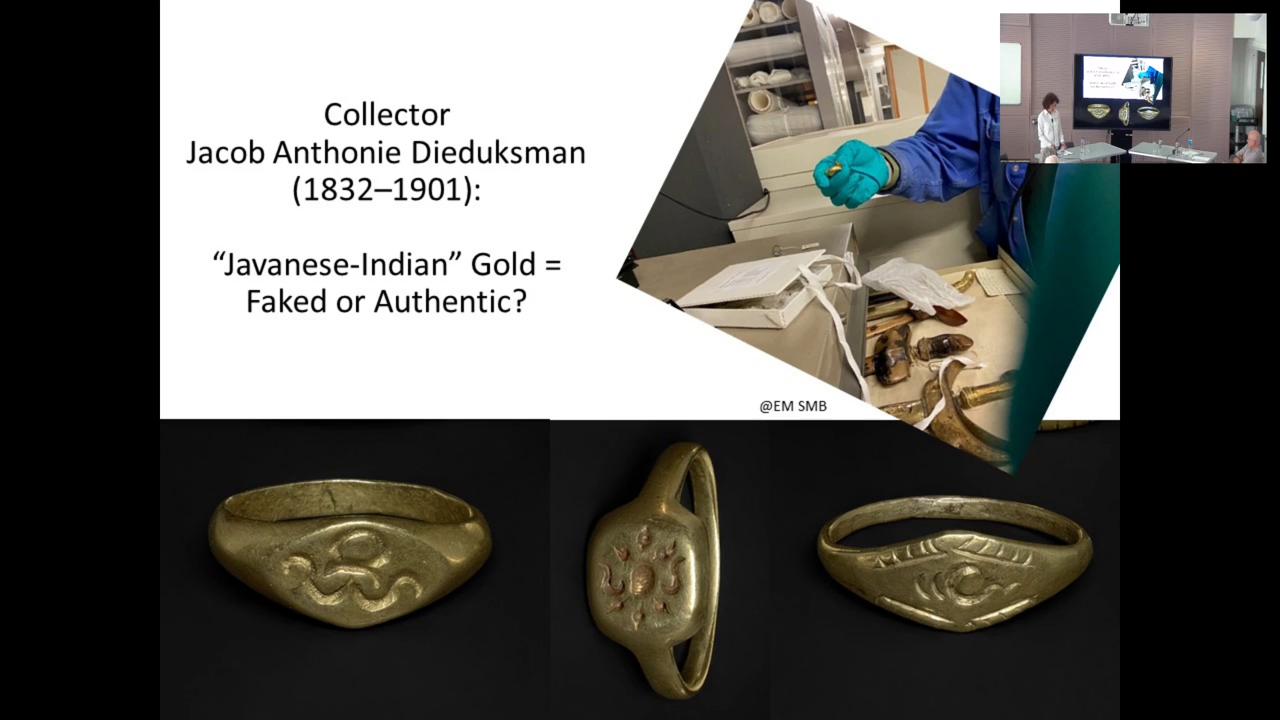 Collector
Jacob Anthonie Dieduksman
(1832–1901):
“Javanese-Indian” Gold =
Faked or Authentic?
@EM SMB